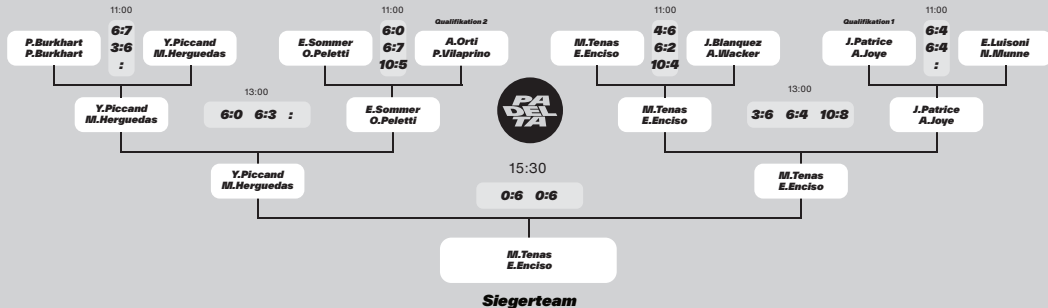 11:00
11:00
11:00
11:00
Qualifikation 2
Qualifikation 1
P.Burkhart
P.Burkhart
6:7
3:6
:
Y.Piccand
M.Herguedas
E.Sommer
O.Peletti
6:0
6:7
10:5
A.Orti
P.Vilaprino
M.Tenas
E.Enciso
4:6
6:2
10:4
J.Blanquez
A.Wacker
J.Patrice
A.Joye
6:4
6:4
:
E.Luisoni
N.Munne
Y.Piccand
M.Herguedas
13:00
6:0 6:3 :
E.Sommer
O.Peletti
PA
DEL
TA
M.Tenas
E.Enciso
13:00
3:6 6:4 10:8
J.Patrice
A.Joye
Y.Piccand
M.Herguedas
15:30
0:6 0:6
M.Tenas
E.Enciso
M.Tenas
E.Enciso
Siegerteam